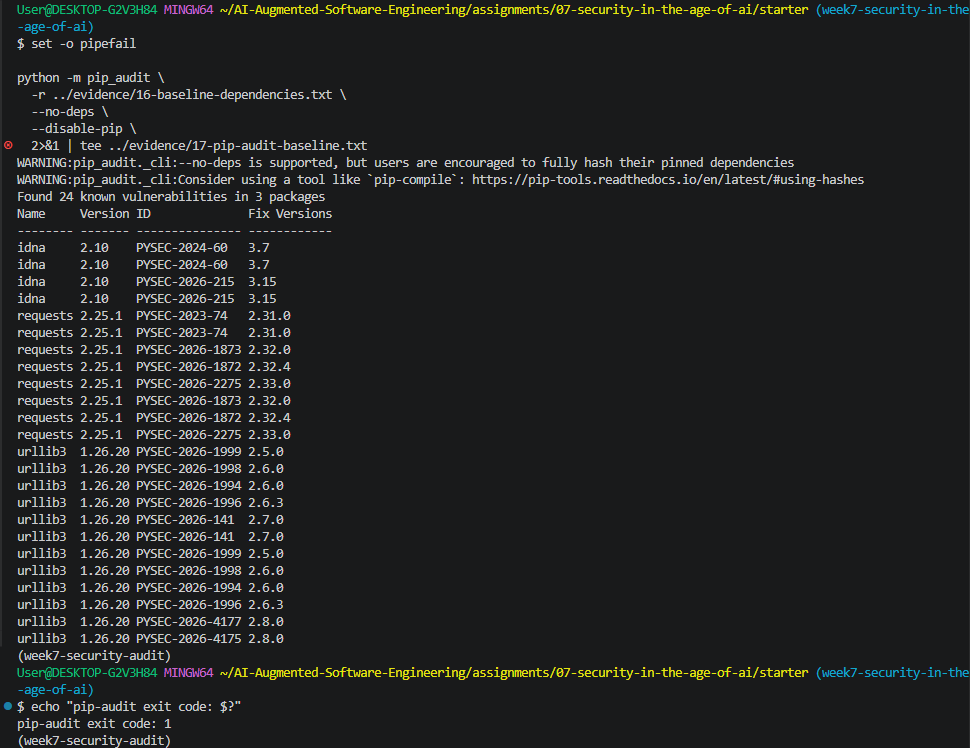 User@DESKTOP-G2V3H84 MINGW64 ~/AI-Augmented-Software-Engineering/assignments/07-security-in-the-age-of-ai/starter (week7-security-in-the
-age-of-ai)
$ set -o pipefail
python -m pip_audit \
  -r ../evidence/16-baseline-dependencies.txt \
  --no-deps \
  --disable-pip \
  2>&1 | tee ../evidence/17-pip-audit-baseline.txt
WARNING:pip_audit._cli:--no-deps is supported, but users are encouraged to fully hash their pinned dependencies
WARNING:pip_audit._cli:Consider using a tool like `pip-compile`: https://pip-tools.readthedocs.io/en/latest/#using-hashes
Found 24 known vulnerabilities in 3 packages
Name     Version ID              Fix Versions
-------- ------- --------------- ------------
idna     2.10    PYSEC-2024-60   3.7
idna     2.10    PYSEC-2024-60   3.7
idna     2.10    PYSEC-2026-215  3.15
idna     2.10    PYSEC-2026-215  3.15
requests 2.25.1  PYSEC-2023-74   2.31.0
requests 2.25.1  PYSEC-2023-74   2.31.0
requests 2.25.1  PYSEC-2026-1873 2.32.0
requests 2.25.1  PYSEC-2026-1872 2.32.4
requests 2.25.1  PYSEC-2026-2275 2.33.0
requests 2.25.1  PYSEC-2026-1873 2.32.0
requests 2.25.1  PYSEC-2026-1872 2.32.4
requests 2.25.1  PYSEC-2026-2275 2.33.0
urllib3  1.26.20 PYSEC-2026-1999 2.5.0
urllib3  1.26.20 PYSEC-2026-1998 2.6.0
urllib3  1.26.20 PYSEC-2026-1994 2.6.0
urllib3  1.26.20 PYSEC-2026-1996 2.6.3
urllib3  1.26.20 PYSEC-2026-141  2.7.0
urllib3  1.26.20 PYSEC-2026-141  2.7.0
urllib3  1.26.20 PYSEC-2026-1999 2.5.0
urllib3  1.26.20 PYSEC-2026-1998 2.6.0
urllib3  1.26.20 PYSEC-2026-1994 2.6.0
urllib3  1.26.20 PYSEC-2026-1996 2.6.3
urllib3  1.26.20 PYSEC-2026-4177 2.8.0
urllib3  1.26.20 PYSEC-2026-4175 2.8.0
(week7-security-audit)
User@DESKTOP-G2V3H84 MINGW64 ~/AI-Augmented-Software-Engineering/assignments/07-security-in-the-age-of-ai/starter (week7-security-in-the
-age-of-ai)
$ echo "pip-audit exit code: $?"
pip-audit exit code: 1
(week7-security-audit)